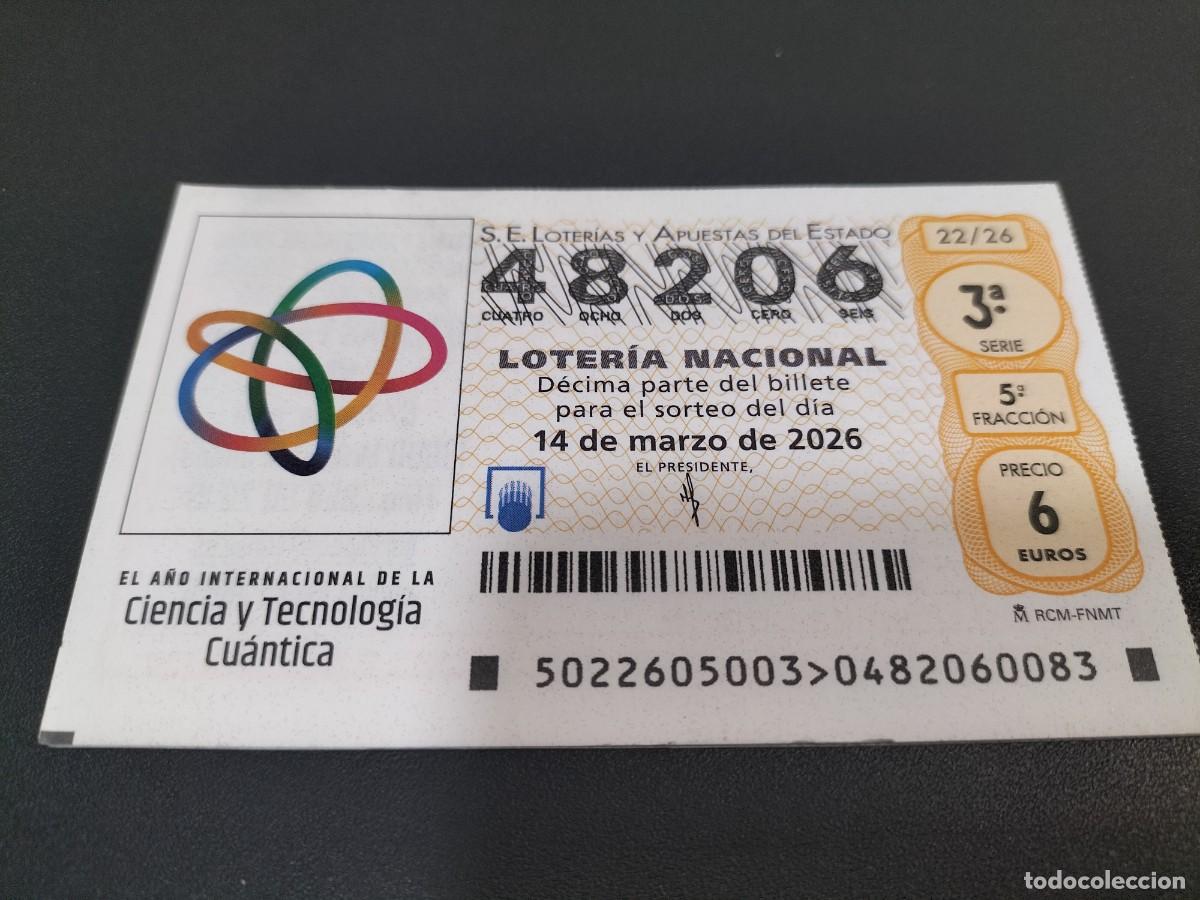 S. E. LOTERÍAS Y APUESTAS DEL ESTADO
48206
CUATRO OCHO DOS CERO SEIS
LOTERÍA NACIONAL
Décima parte del billete
para el sorteo del día
14 de marzo de 2026
EL PRESIDENTE,
22/26
3ª
SERIE
5ª
FRACCIÓN
PRECIO
6
EUROS
RCM-FNMT
EL AÑO INTERNACIONAL DE LA
Ciencia y Tecnología
Cuántica
5022605003>0482060083
todocoleccion